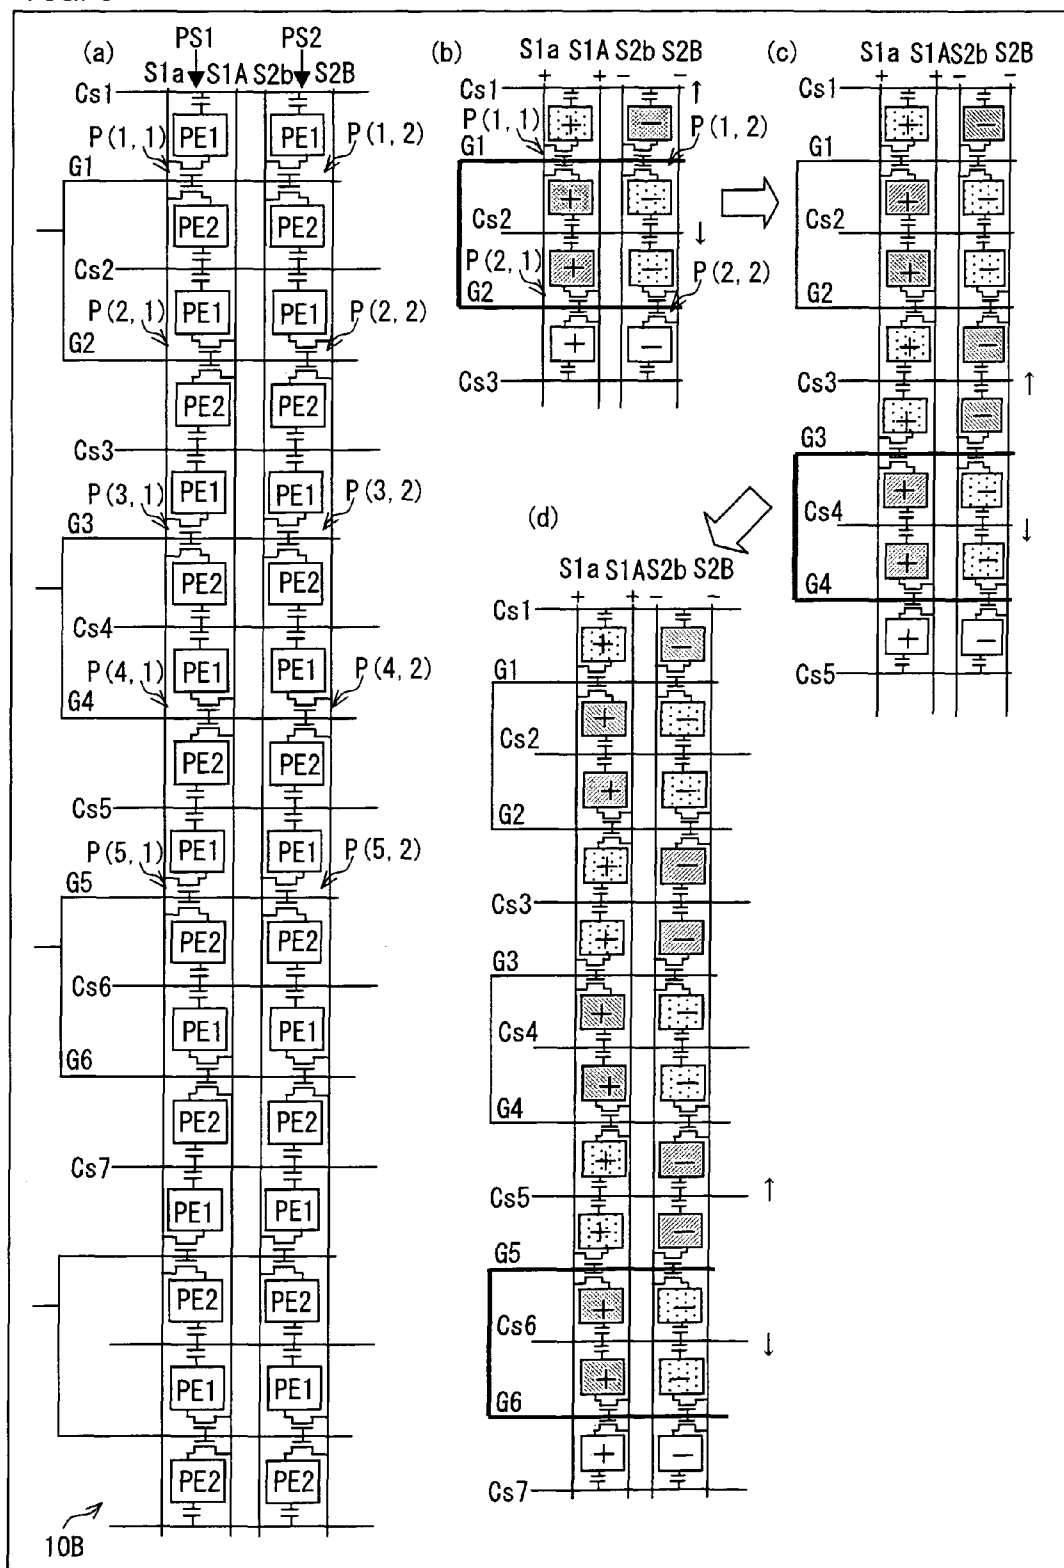 (a)
PS1 PS2
S1a S1A S2b S2B
Cs1
PE1 PE1
P(1, 1) P(1, 2)
G1
PE2 PE2
Cs2
P(2, 1) PE1 PE1 P(2, 2)
G2
PE2 PE2
Cs3
P(3, 1) PE1 PE1 P(3, 2)
G3
PE2 PE2
Cs4
P(4, 1) PE1 PE1 P(4, 2)
G4
PE2 PE2
Cs5
P(5, 1) PE1 PE1 P(5, 2)
G5
PE2 PE2
Cs6
PE1 PE1
G6
PE2 PE2
Cs7
PE1 PE1
PE2 PE2
PE1 PE1
PE2 PE2
10B
(b)
S1a S1A S2b S2B
+ + − −
Cs1 ↑
P(1, 1) + − P(1, 2)
G1
+ −
Cs2 ↓
P(2, 1) + − P(2, 2)
G2
+ −
Cs3
(c)
S1a S1A S2b S2B
+ + − −
Cs1
+ −
G1
+ −
Cs2
+ −
G2
+ −
Cs3 ↑
+ −
G3
+ −
Cs4 ↓
+ −
G4
+ −
Cs5
(d)
S1a S1A S2b S2B
+ + − −
Cs1
+ −
G1
+ −
Cs2
+ −
G2
+ −
Cs3
+ −
G3
+ −
Cs4
+ −
G4
+ −
Cs5 ↑
+ −
G5
+ −
Cs6 ↓
+ −
G6
+ −
Cs7